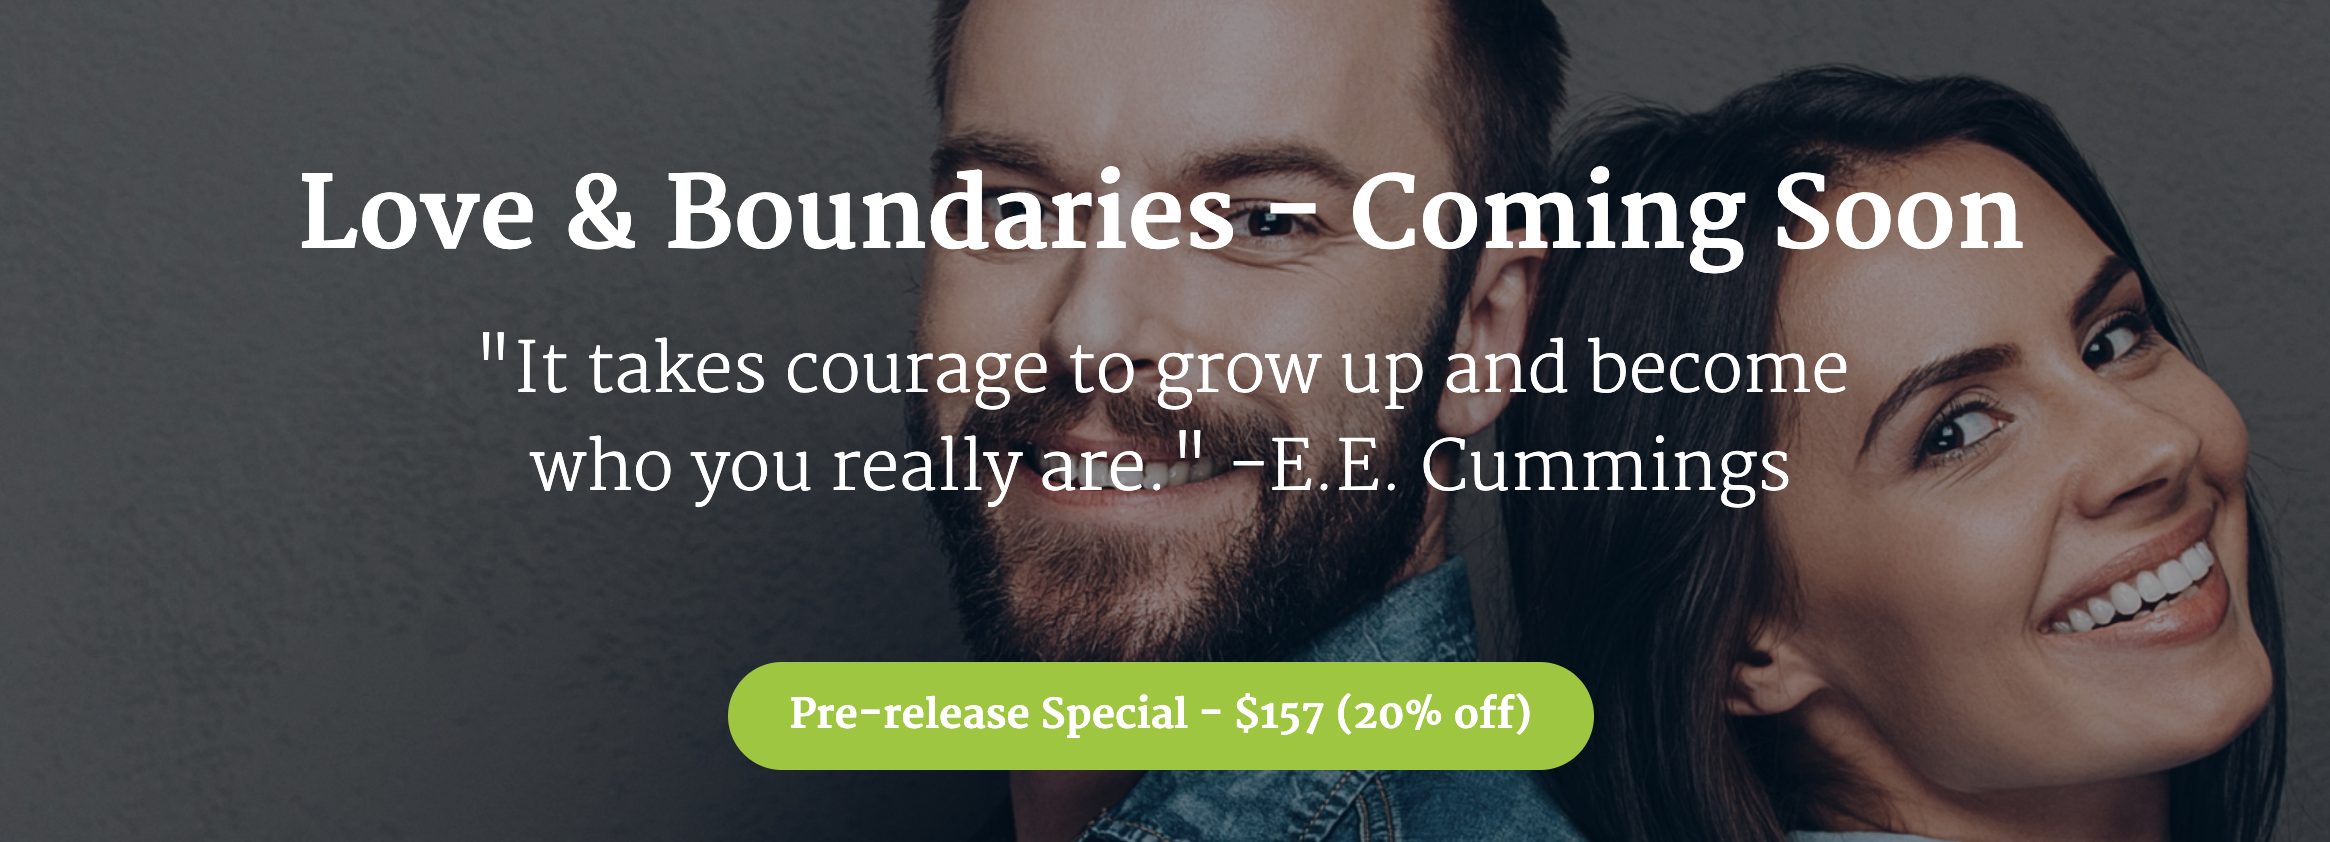 Love & Boundaries - Coming Soon
"It takes courage to grow up and become
who you really are." -E.E. Cummings
Pre-release Special - $157 (20% off)